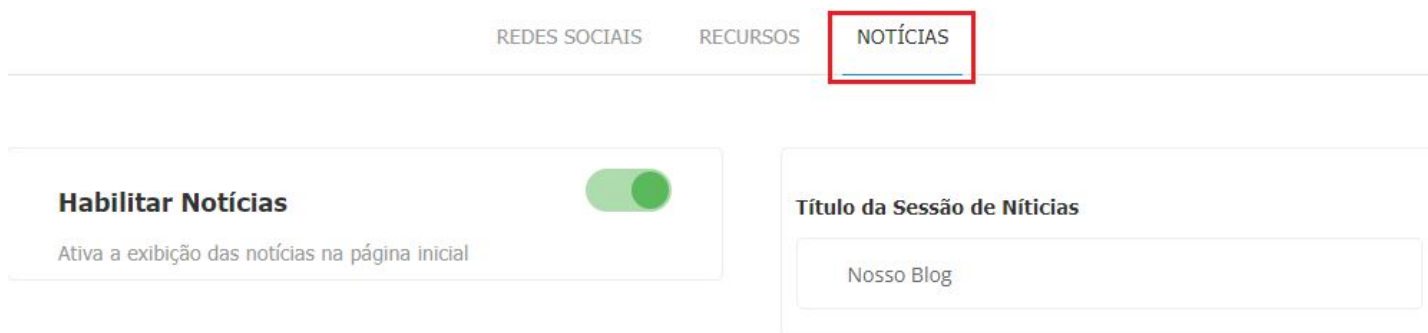 REDES SOCIAIS RECURSOS NOTÍCIAS
Habilitar Notícias
Ativa a exibição das notícias na página inicial
Título da Sessão de Níticias
Nosso Blog